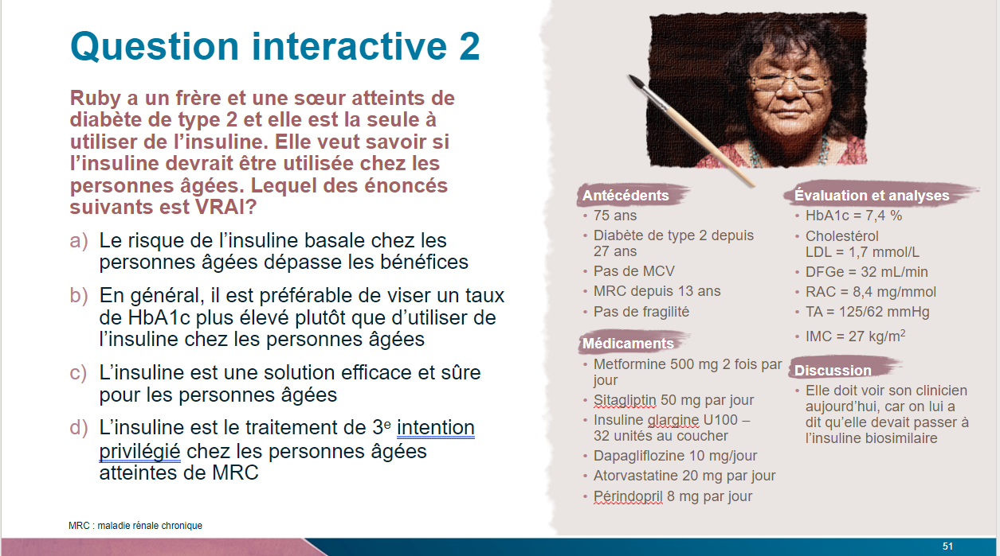 Question interactive 2
Ruby a un frère et une sœur atteints de
diabète de type 2 et elle est la seule à
utiliser de l’insuline. Elle veut savoir si
l’insuline devrait être utilisée chez les
personnes âgées. Lequel des énoncés
suivants est VRAI?
a) Le risque de l’insuline basale chez les
personnes âgées dépasse les bénéfices
b) En général, il est préférable de viser un taux
de HbA1c plus élevé plutôt que d’utiliser de
l’insuline chez les personnes âgées
c) L’insuline est une solution efficace et sûre
pour les personnes âgées
d) L’insuline est le traitement de 3e intention
privilégié chez les personnes âgées
atteintes de MRC
MRC : maladie rénale chronique
Antécédents
• 75 ans
• Diabète de type 2 depuis
27 ans
• Pas de MCV
• MRC depuis 13 ans
• Pas de fragilité
Médicaments
• Metformine 500 mg 2 fois par
jour
• Sitagliptin 50 mg par jour
• Insuline glargine U100 –
32 unités au coucher
• Dapagliflozine 10 mg/jour
• Atorvastatine 20 mg par jour
• Périndopril 8 mg par jour
Évaluation et analyses
• HbA1c = 7,4 %
• Cholestérol
LDL = 1,7 mmol/L
• DFGe = 32 mL/min
• RAC = 8,4 mg/mmol
• TA = 125/62 mmHg
• IMC = 27 kg/m2
Discussion
• Elle doit voir son clinicien
aujourd’hui, car on lui a
dit qu’elle devait passer à
l’insuline biosimilaire
51